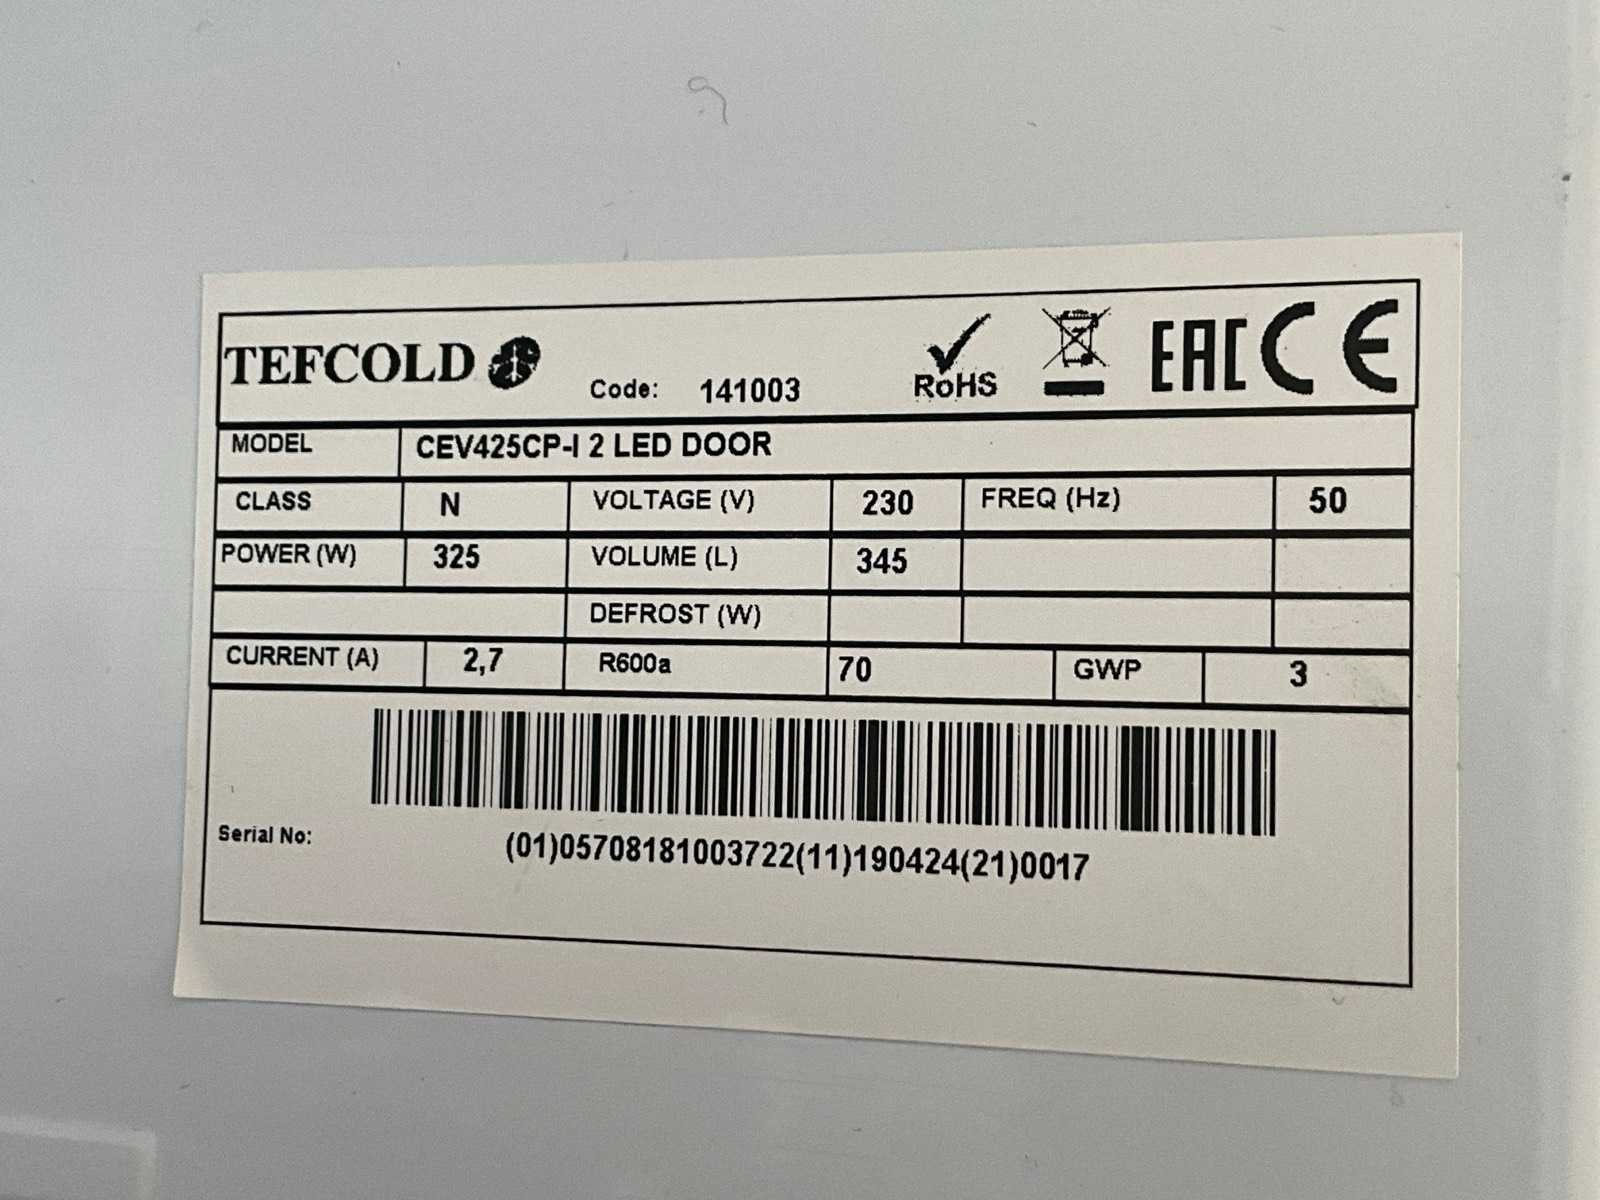 TEFCOLD Code: 141003 RoHS EAC CE
MODEL CEV425CP-I 2 LED DOOR
CLASS N VOLTAGE (V) 230 FREQ (Hz) 50
POWER (W) 325 VOLUME (L) 345
DEFROST (W)
CURRENT (A) 2,7 R600a 70 GWP 3
Serial No: (01)05708181003722(11)190424(21)0017